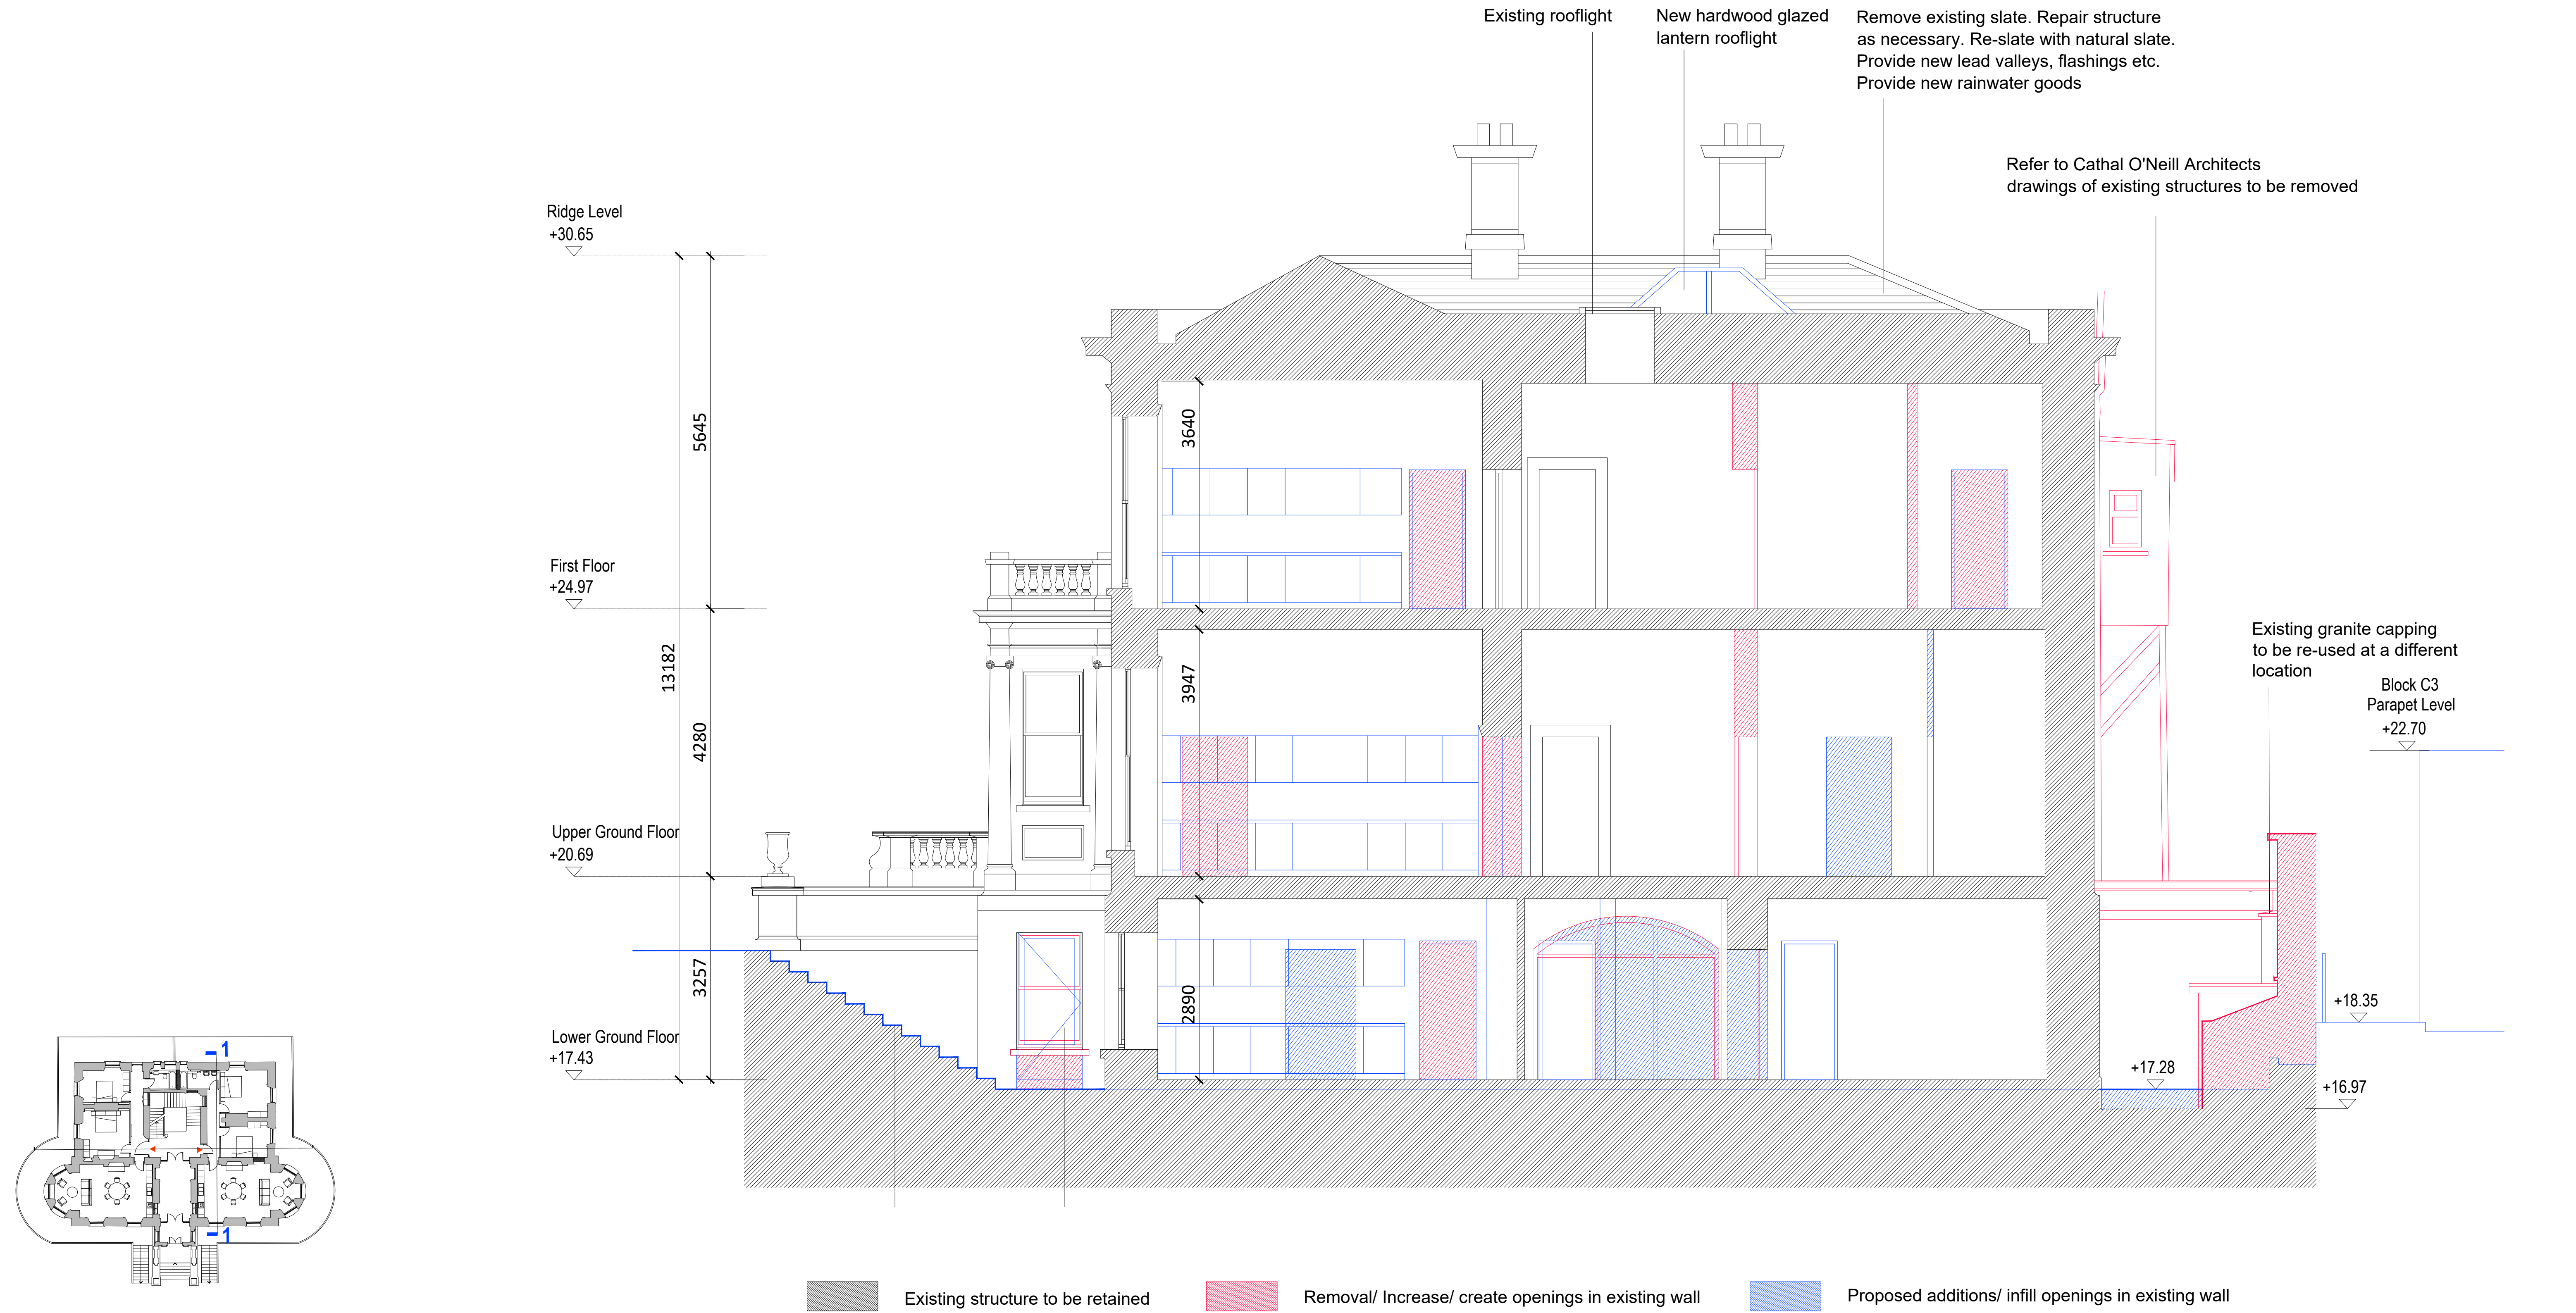 Existing rooflight
New hardwood glazed
lantern rooflight
Remove existing slate. Repair structure
as necessary. Re-slate with natural slate.
Provide new lead valleys, flashings etc.
Provide new rainwater goods
Refer to Cathal O'Neill Architects
drawings of existing structures to be removed
Ridge Level
+30.65
5645
3640
First Floor
+24.97
13182
4280
3947
Existing granite capping
to be re-used at a different
location
Block C3
Parapet Level
+22.70
Upper Ground Floor
+20.69
3257
2890
Lower Ground Floor
+17.43
+18.35
+17.28
+16.97
1
1
Existing structure to be retained
Removal/ Increase/ create openings in existing wall
Proposed additions/ infill openings in existing wall